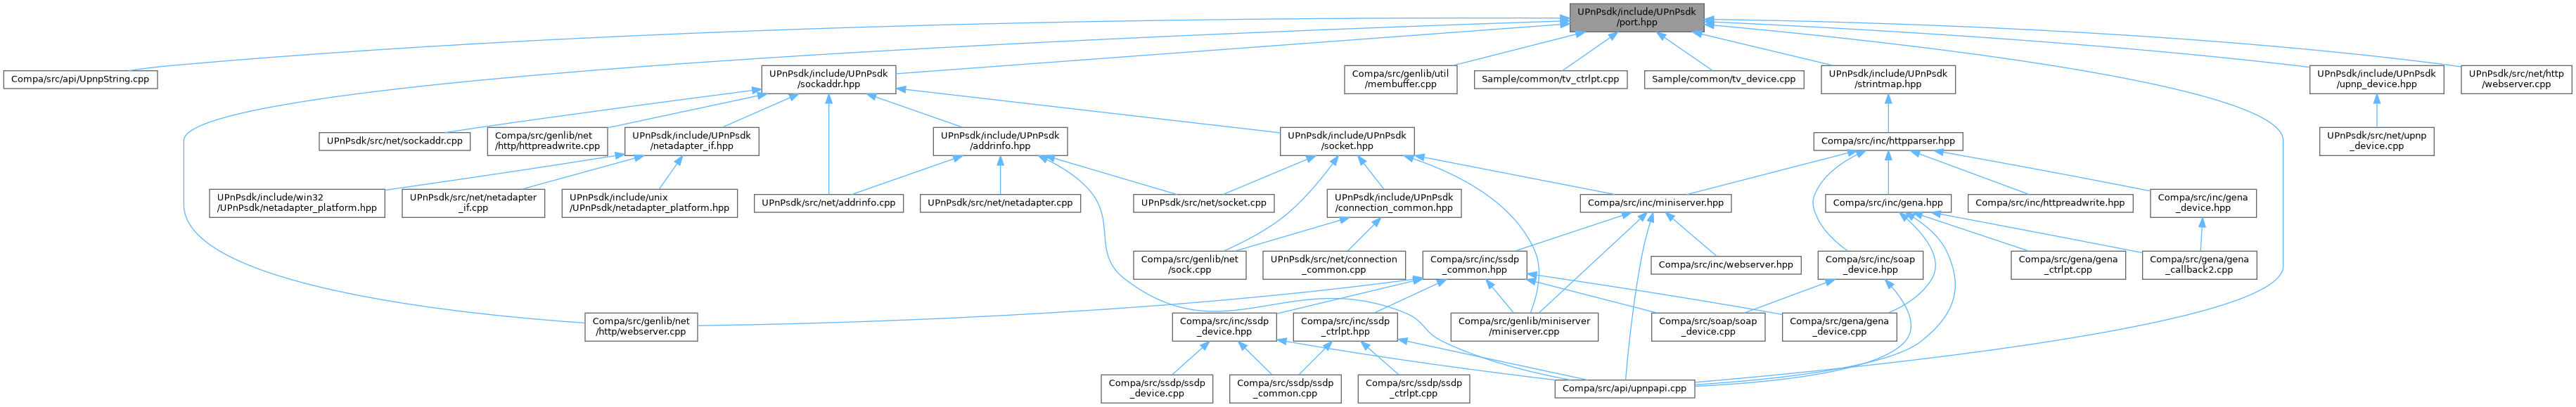 UPnPsdk/include/UPnPsdk
/port.hpp
Compa/src/api/UpnpString.cpp
UPnPsdk/include/UPnPsdk
/sockaddr.hpp
Compa/src/genlib/util
/membuffer.cpp
Sample/common/tv_ctrlpt.cpp
Sample/common/tv_device.cpp
UPnPsdk/include/UPnPsdk
/strintmap.hpp
UPnPsdk/include/UPnPsdk
/upnp_device.hpp
UPnPsdk/src/net/http
/webserver.cpp
UPnPsdk/src/net/sockaddr.cpp
Compa/src/genlib/net
/http/httpreadwrite.cpp
UPnPsdk/include/UPnPsdk
/netadapter_if.hpp
UPnPsdk/include/UPnPsdk
/addrinfo.hpp
UPnPsdk/include/UPnPsdk
/socket.hpp
Compa/src/inc/httpparser.hpp
UPnPsdk/src/net/upnp
_device.cpp
UPnPsdk/include/win32
/UPnPsdk/netadapter_platform.hpp
UPnPsdk/src/net/netadapter
_if.cpp
UPnPsdk/include/unix
/UPnPsdk/netadapter_platform.hpp
UPnPsdk/src/net/addrinfo.cpp
UPnPsdk/src/net/netadapter.cpp
UPnPsdk/src/net/socket.cpp
UPnPsdk/include/UPnPsdk
/connection_common.hpp
Compa/src/inc/miniserver.hpp
Compa/src/inc/gena.hpp
Compa/src/inc/httpreadwrite.hpp
Compa/src/inc/gena
_device.hpp
Compa/src/genlib/net
/sock.cpp
UPnPsdk/src/net/connection
_common.cpp
Compa/src/inc/ssdp
_common.hpp
Compa/src/inc/webserver.hpp
Compa/src/inc/soap
_device.hpp
Compa/src/gena/gena
_ctrlpt.cpp
Compa/src/gena/gena
_callback2.cpp
Compa/src/genlib/net
/http/webserver.cpp
Compa/src/inc/ssdp
_device.hpp
Compa/src/inc/ssdp
_ctrlpt.hpp
Compa/src/genlib/miniserver
/miniserver.cpp
Compa/src/soap/soap
_device.cpp
Compa/src/gena/gena
_device.cpp
Compa/src/ssdp/ssdp
_device.cpp
Compa/src/ssdp/ssdp
_common.cpp
Compa/src/ssdp/ssdp
_ctrlpt.cpp
Compa/src/api/upnpapi.cpp